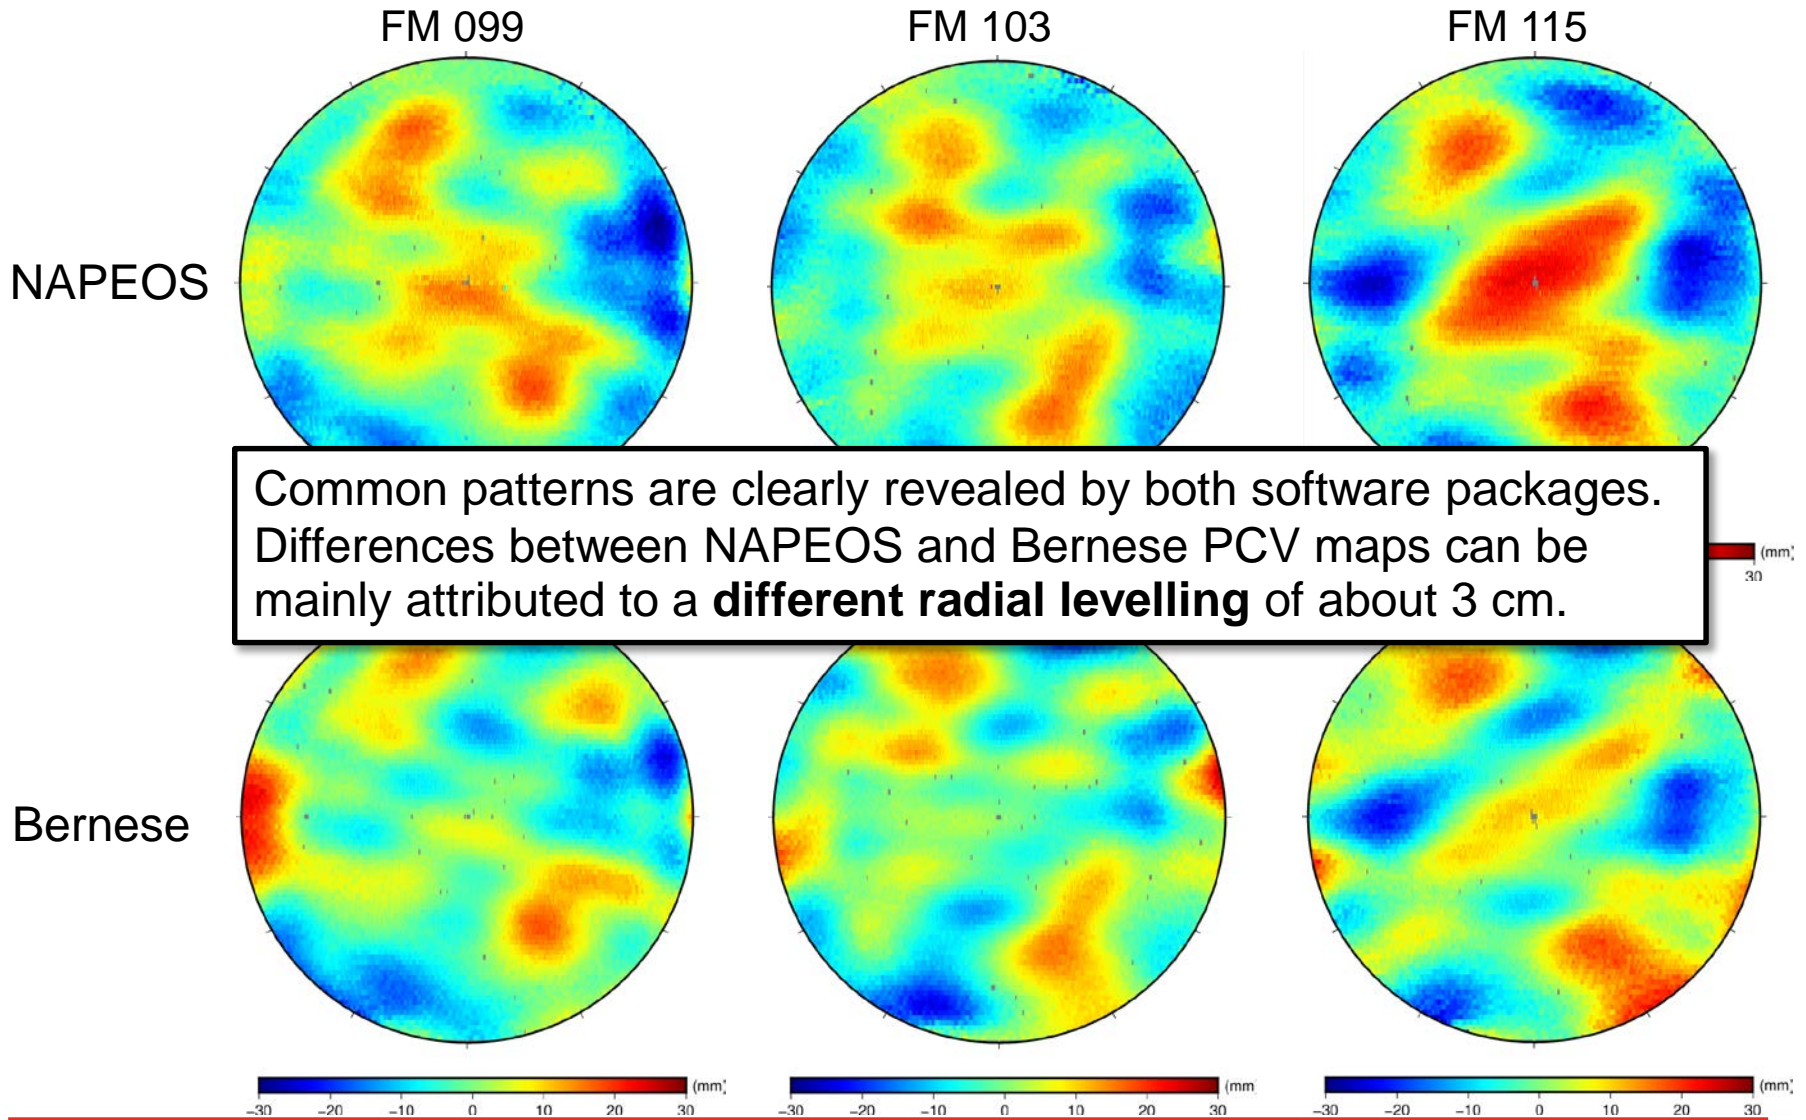 FM 099 FM 103 FM 115
NAPEOS
Common patterns are clearly revealed by both software packages.
Differences between NAPEOS and Bernese PCV maps can be
mainly attributed to a different radial levelling of about 3 cm.
(mm)
30
Bernese
(mm) (mm) (mm)
−30 −20 −10 0 10 20 30 −30 −20 −10 0 10 20 30 −30 −20 −10 0 10 20 30